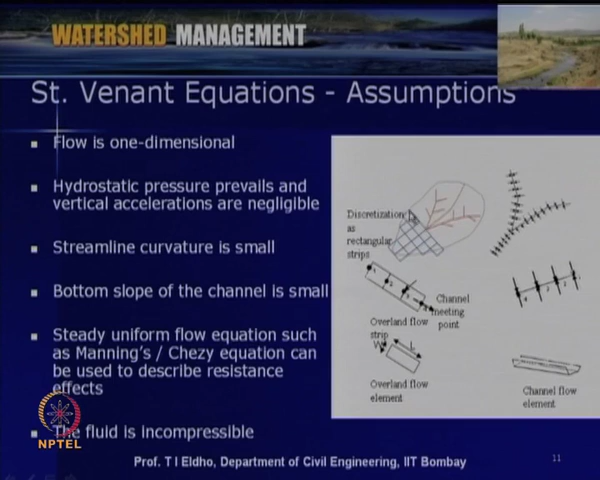 WATERSHED MANAGEMENT
St. Venant Equations - Assumptions
Flow is one-dimensional
Hydrostatic pressure prevails and
vertical accelerations are negligible
Streamline curvature is small
Bottom slope of the channel is small
Steady uniform flow equation such
as Manning's / Chezy equation can
be used to describe resistance
effects
The fluid is incompressible
Discretization
as
rectangular
strips
Channel
meeting
point
Overland flow
strip
W
L
Overland flow
element
Channel flow
element
NPTEL
Prof. T I Eldho, Department of Civil Engineering, IIT Bombay
11